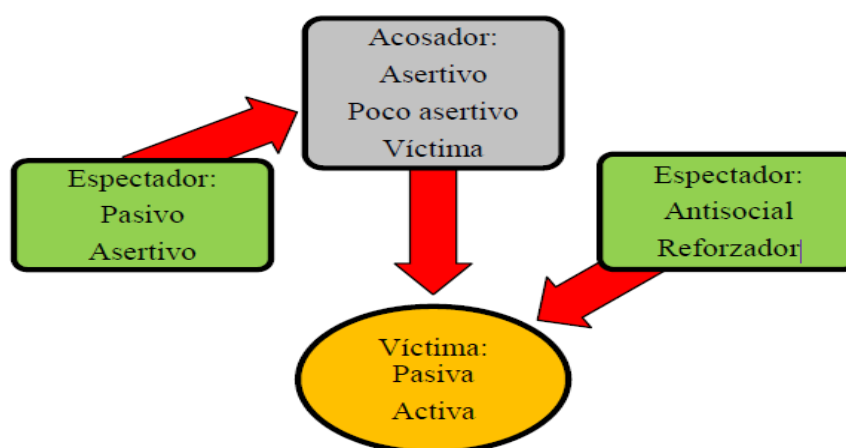 Acosador:
Asertivo
Poco asertivo
Víctima
Espectador:
Pasivo
Asertivo
Espectador:
Antisocial
Reforzador
Víctima:
Pasiva
Activa